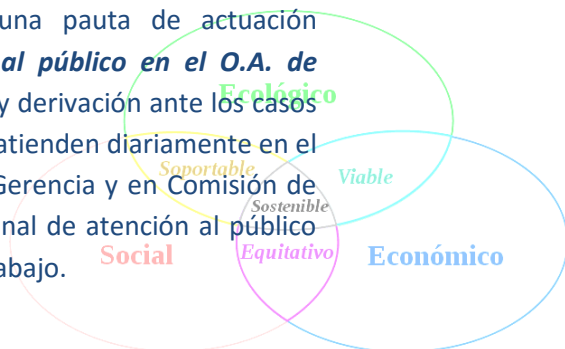 una pauta de actuación
al público en el O.A. de
y derivación ante los casos
atienden diariamente en el
Gerencia y en Comisión de
nal de atención al público
abajo.
Ecológico
Soportable
Viable
Sostenible
Social
Equitativo
Económico